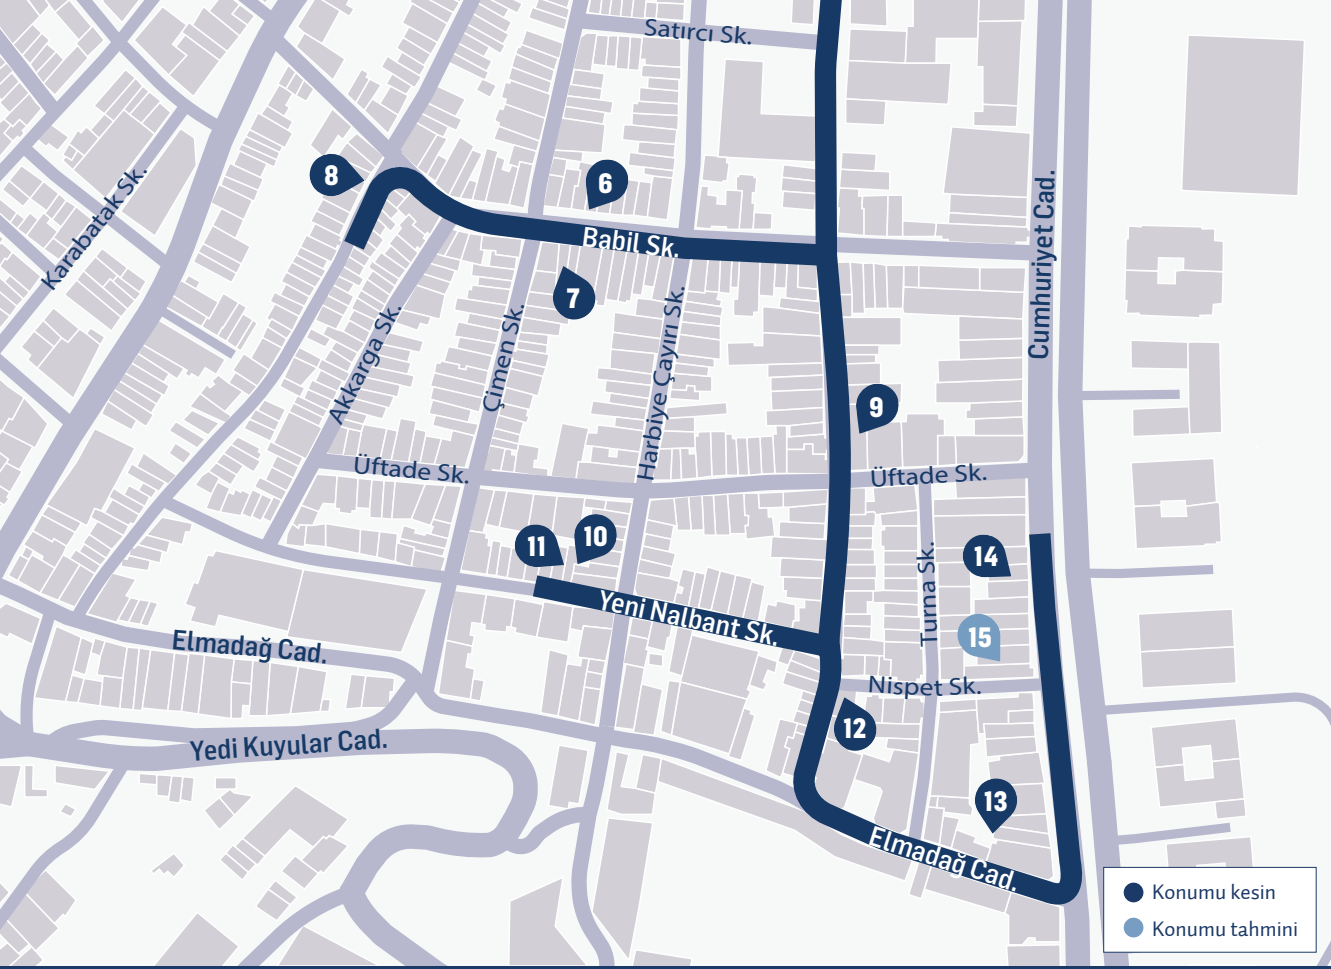 Satırcı Sk.
Karabatak Sk.
8
6
Cumhuriyet Cad.
Babil Sk.
7
Akkarga Sk.
Çimen Sk.
Harbiye Çayırı Sk.
9
Üftade Sk.
Üftade Sk.
11
10
14
Turna Sk.
Yeni Nalbant Sk.
15
Elmadağ Cad.
Nispet Sk.
12
Yedi Kuyular Cad.
13
Elmadağ Cad.
Konumu kesin
Konumu tahmini